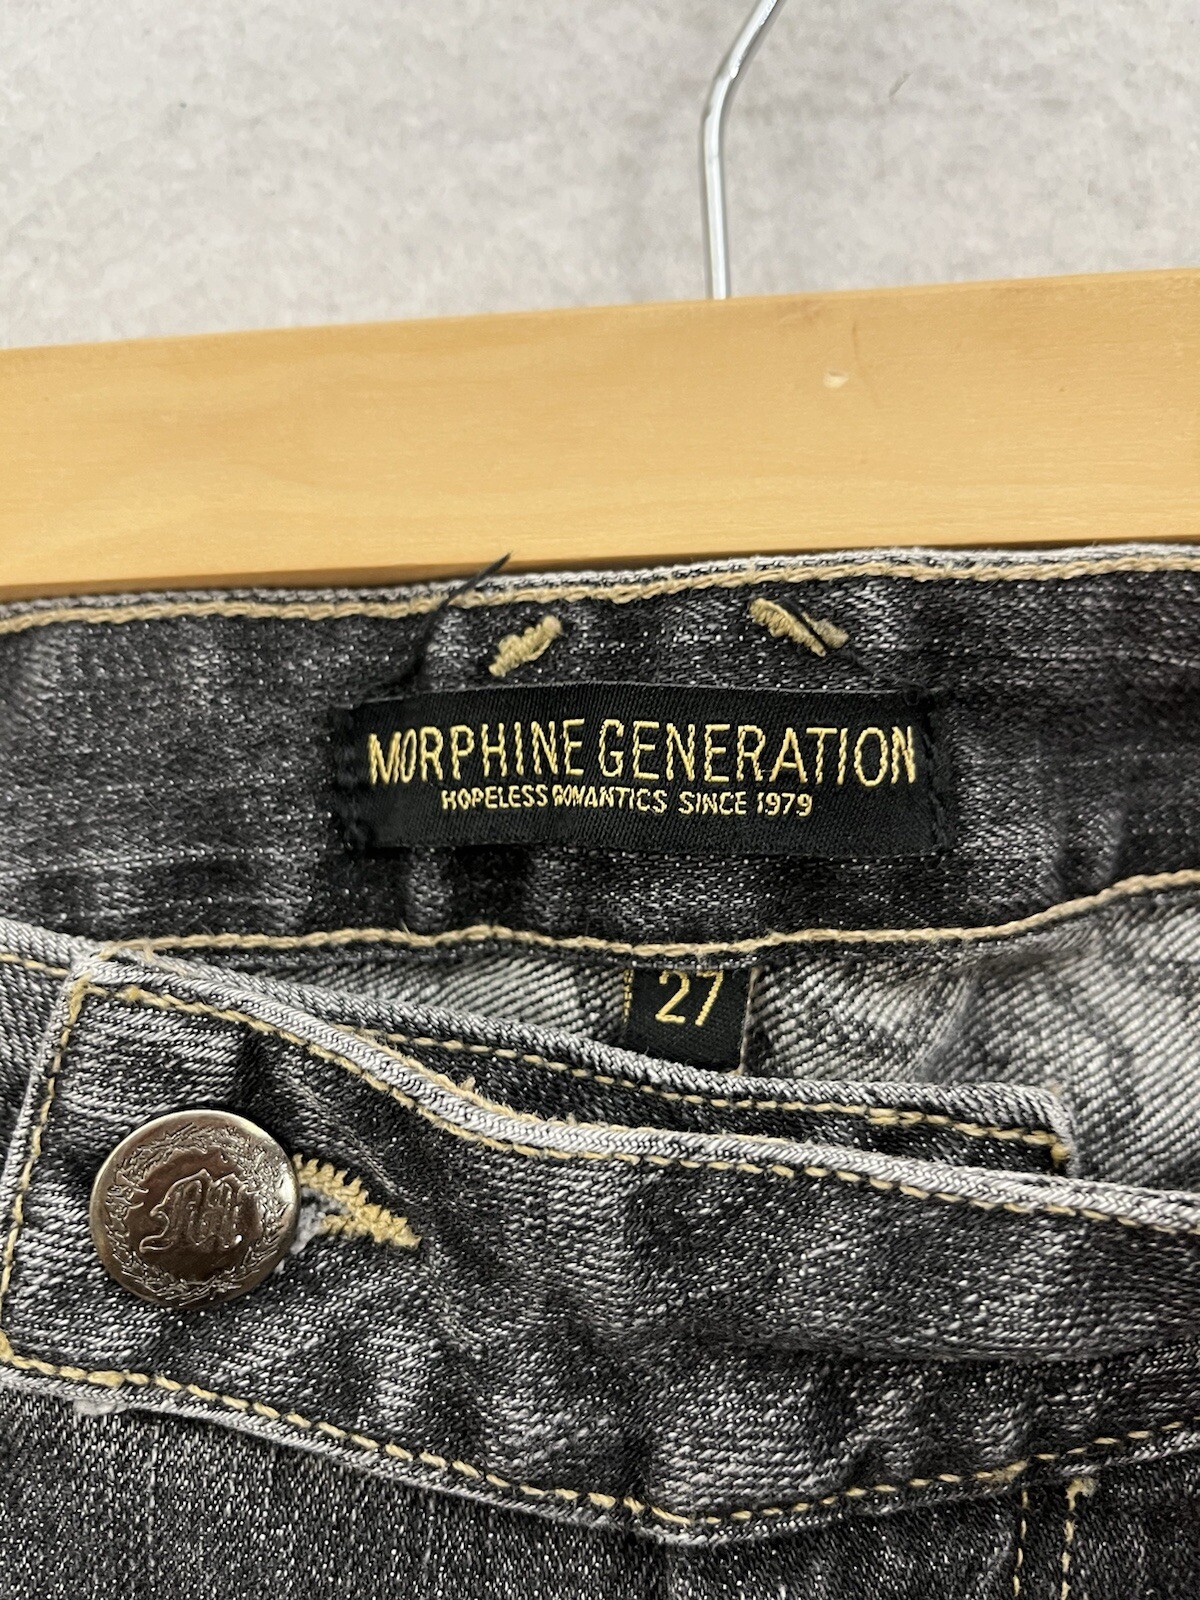 MORPHINE GENERATION
HOPELESS ROMANTICS SINCE 1979
27
M